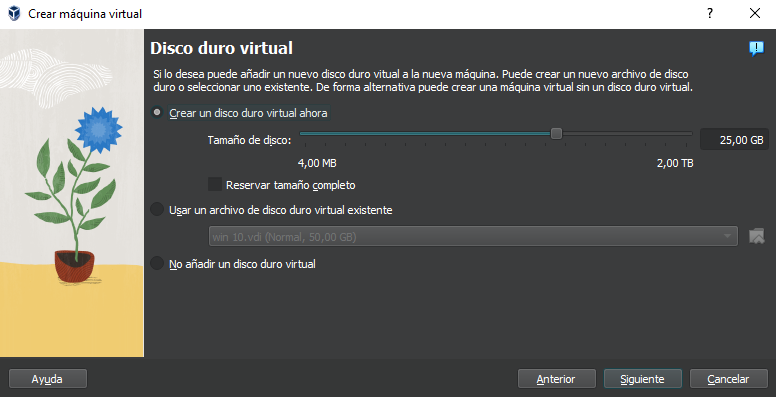 Crear máquina virtual
Disco duro virtual
Si lo desea puede añadir un nuevo disco duro vitual a la nueva máquina. Puede crear un nuevo archivo de disco
duro o seleccionar uno existente. De forma alternativa puede crear una máquina virtual sin un disco duro virtual.
Crear un disco duro virtual ahora
Tamaño de disco:
25,00 GB
4,00 MB
2,00 TB
Reservar tamaño completo
Usar un archivo de disco duro virtual existente
win 10.vdi (Normal, 50,00 GB)
No añadir un disco duro virtual
Ayuda
Anterior
Siguiente
Cancelar